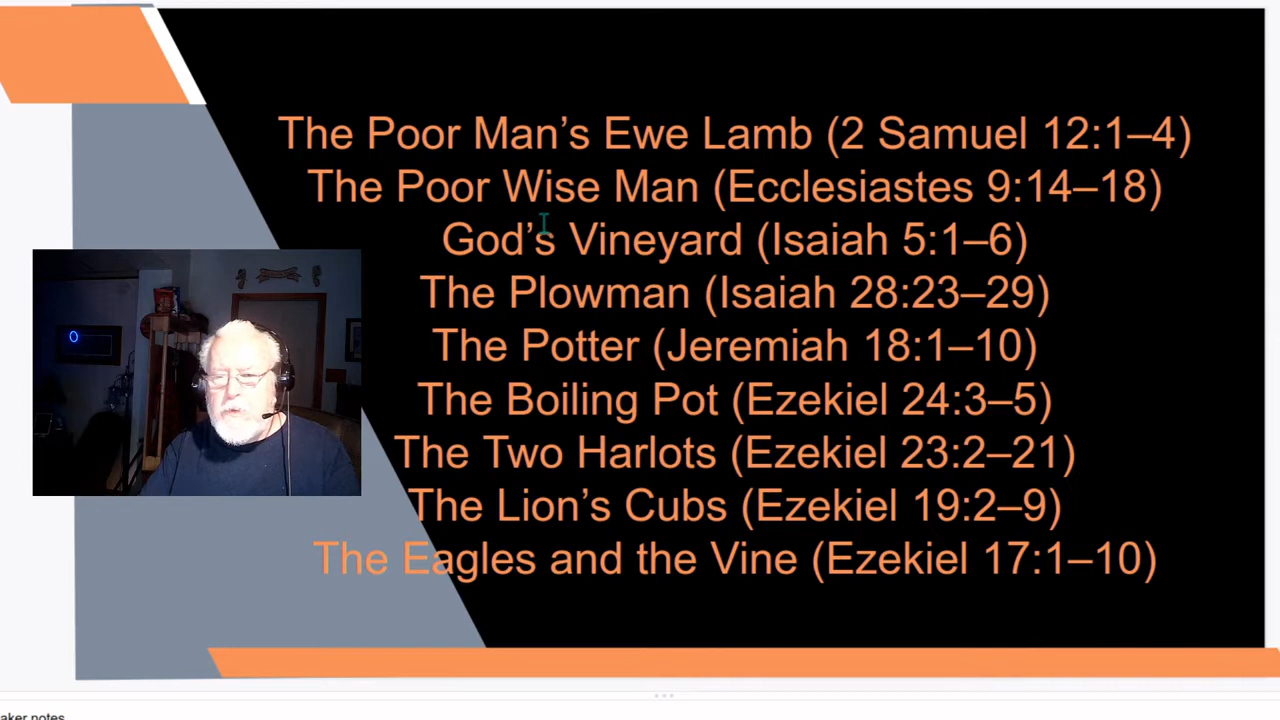 The Poor Man’s Ewe Lamb (2 Samuel 12:1–4)
The Poor Wise Man (Ecclesiastes 9:14–18)
God’s Vineyard (Isaiah 5:1–6)
The Plowman (Isaiah 28:23–29)
The Potter (Jeremiah 18:1–10)
The Boiling Pot (Ezekiel 24:3–5)
The Two Harlots (Ezekiel 23:2–21)
The Lion’s Cubs (Ezekiel 19:2–9)
The Eagles and the Vine (Ezekiel 17:1–10)
aker notes